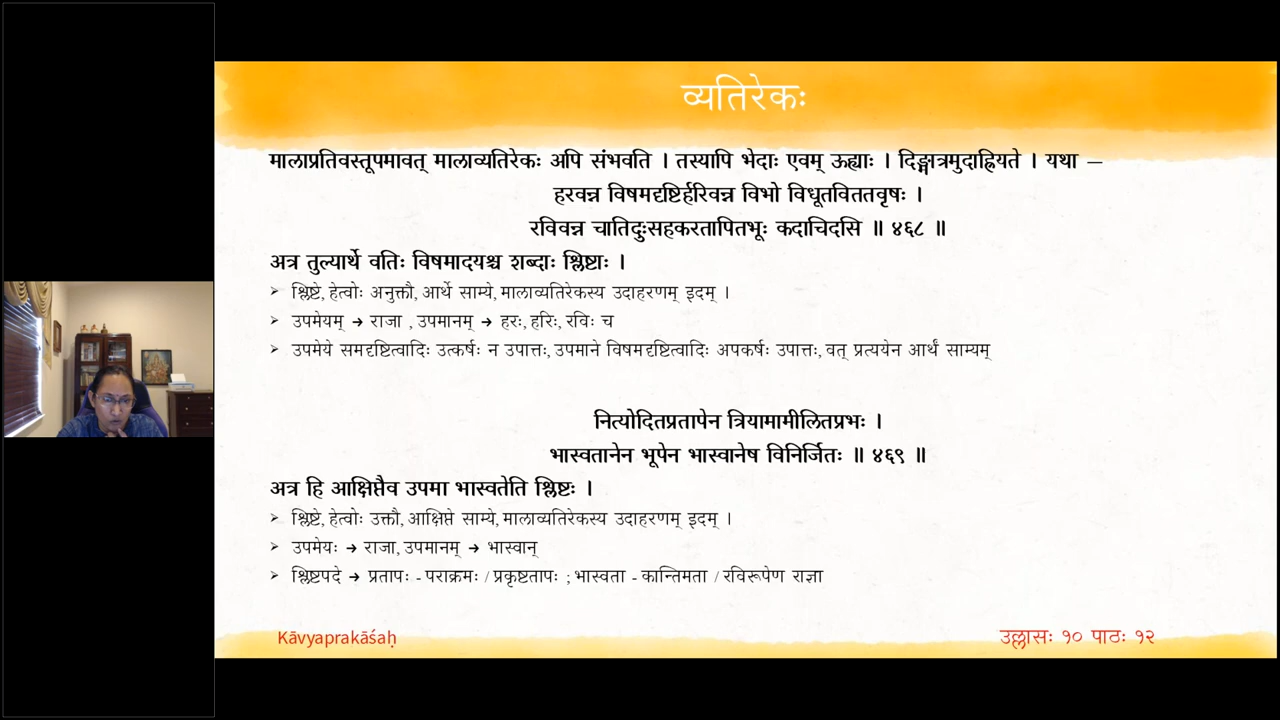 व्यतिरेकः
मालाप्रतिवस्तूपमावत् मालाव्यतिरेकः अपि संभवति । तस्यापि भेदाः एवम् ऊह्याः । दिङ्मात्रमुदाह्रियते । यथा —
हरवन्न विषमदृष्टिर्हरिवन्न विभो विधूतविततवृषः ।
रविवन्न चातिदुःसहकरतापितभूः कदाचिदसि ॥ ४६८ ॥
अत्र तुल्यार्थे वतिः विषमादयश्च शब्दाः श्लिष्टाः ।
➢ श्लिष्टे, हेत्वोः अनुक्तौ, आर्थे साम्ये, मालाव्यतिरेकस्य उदाहरणम् इदम् ।
➢ उपमेयम् → राजा , उपमानम् → हरः, हरिः, रविः च
➢ उपमेये समदृष्टित्वादिः उत्कर्षः न उपात्तः, उपमाने विषमदृष्टित्वादिः अपकर्षः उपात्तः, वत् प्रत्ययेन आर्थं साम्यम्
नित्योदितप्रतापेन त्रियामामीलितप्रभः ।
भास्वतानेन भूपेन भास्वानेष विनिर्जितः ॥ ४६९ ॥
अत्र हि आक्षिप्तैव उपमा भास्वतेति श्लिष्टः ।
➢ श्लिष्टे, हेत्वोः उक्तौ, आक्षिप्ते साम्ये, मालाव्यतिरेकस्य उदाहरणम् इदम् ।
➢ उपमेयः → राजा, उपमानम् → भास्वान्
➢ श्लिष्टपदे → प्रतापः - पराक्रमः / प्रकृष्टतापः ; भास्वता - कान्तिमता / रविरूपेण राज्ञा
Kāvyaprakāśaḥ
उल्लासः १० पाठः १२